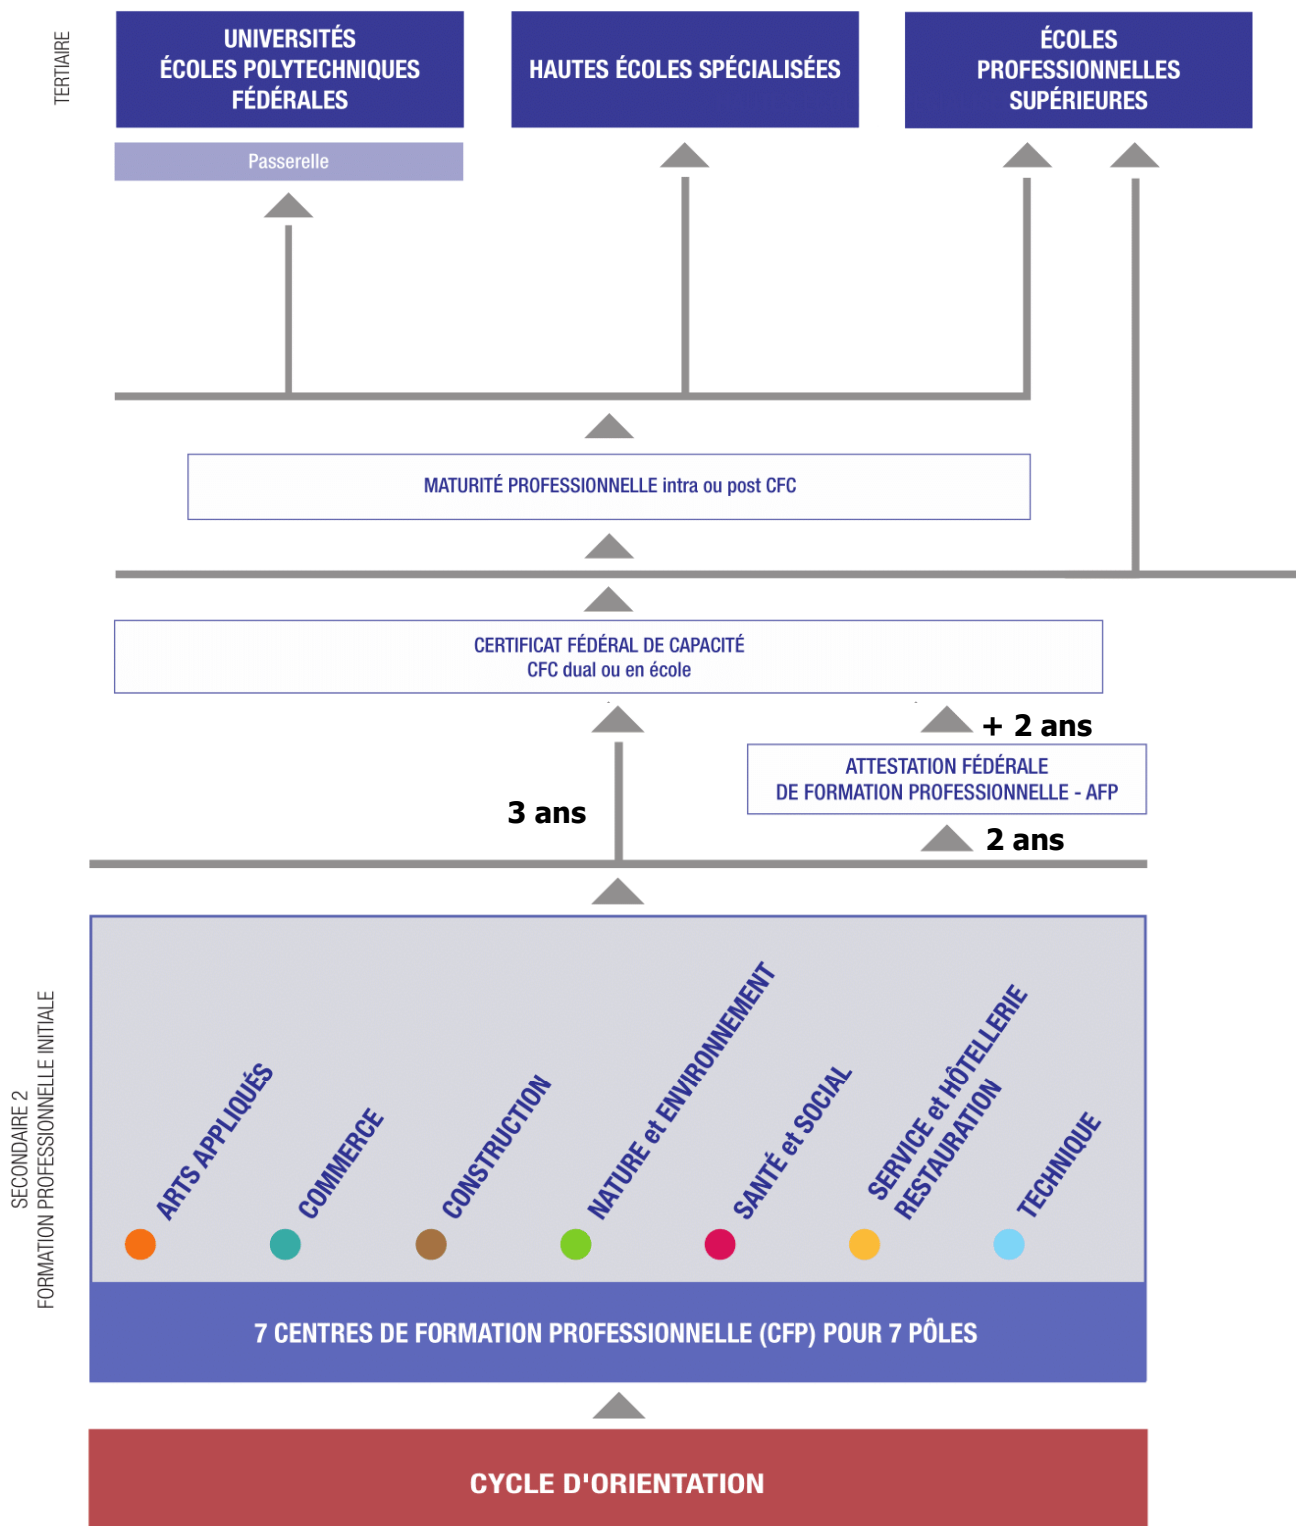 TERTIAIRE
UNIVERSITÉS
ÉCOLES POLYTECHNIQUES
FÉDÉRALES
HAUTES ÉCOLES SPÉCIALISÉES
ÉCOLES
PROFESSIONNELLES
SUPÉRIEURES
Passerelle
MATURITÉ PROFESSIONNELLE intra ou post CFC
CERTIFICAT FÉDÉRAL DE CAPACITÉ
CFC dual ou en école
+ 2 ans
ATTESTATION FÉDÉRALE
DE FORMATION PROFESSIONNELLE - AFP
3 ans
2 ans
SECONDAIRE 2
FORMATION PROFESSIONNELLE INITIALE
ARTS APPLIQUÉS
COMMERCE
CONSTRUCTION
NATURE et ENVIRONNEMENT
SANTÉ et SOCIAL
SERVICE et HÔTELLERIE
RESTAURATION
TECHNIQUE
7 CENTRES DE FORMATION PROFESSIONNELLE (CFP) POUR 7 PÔLES
CYCLE D'ORIENTATION